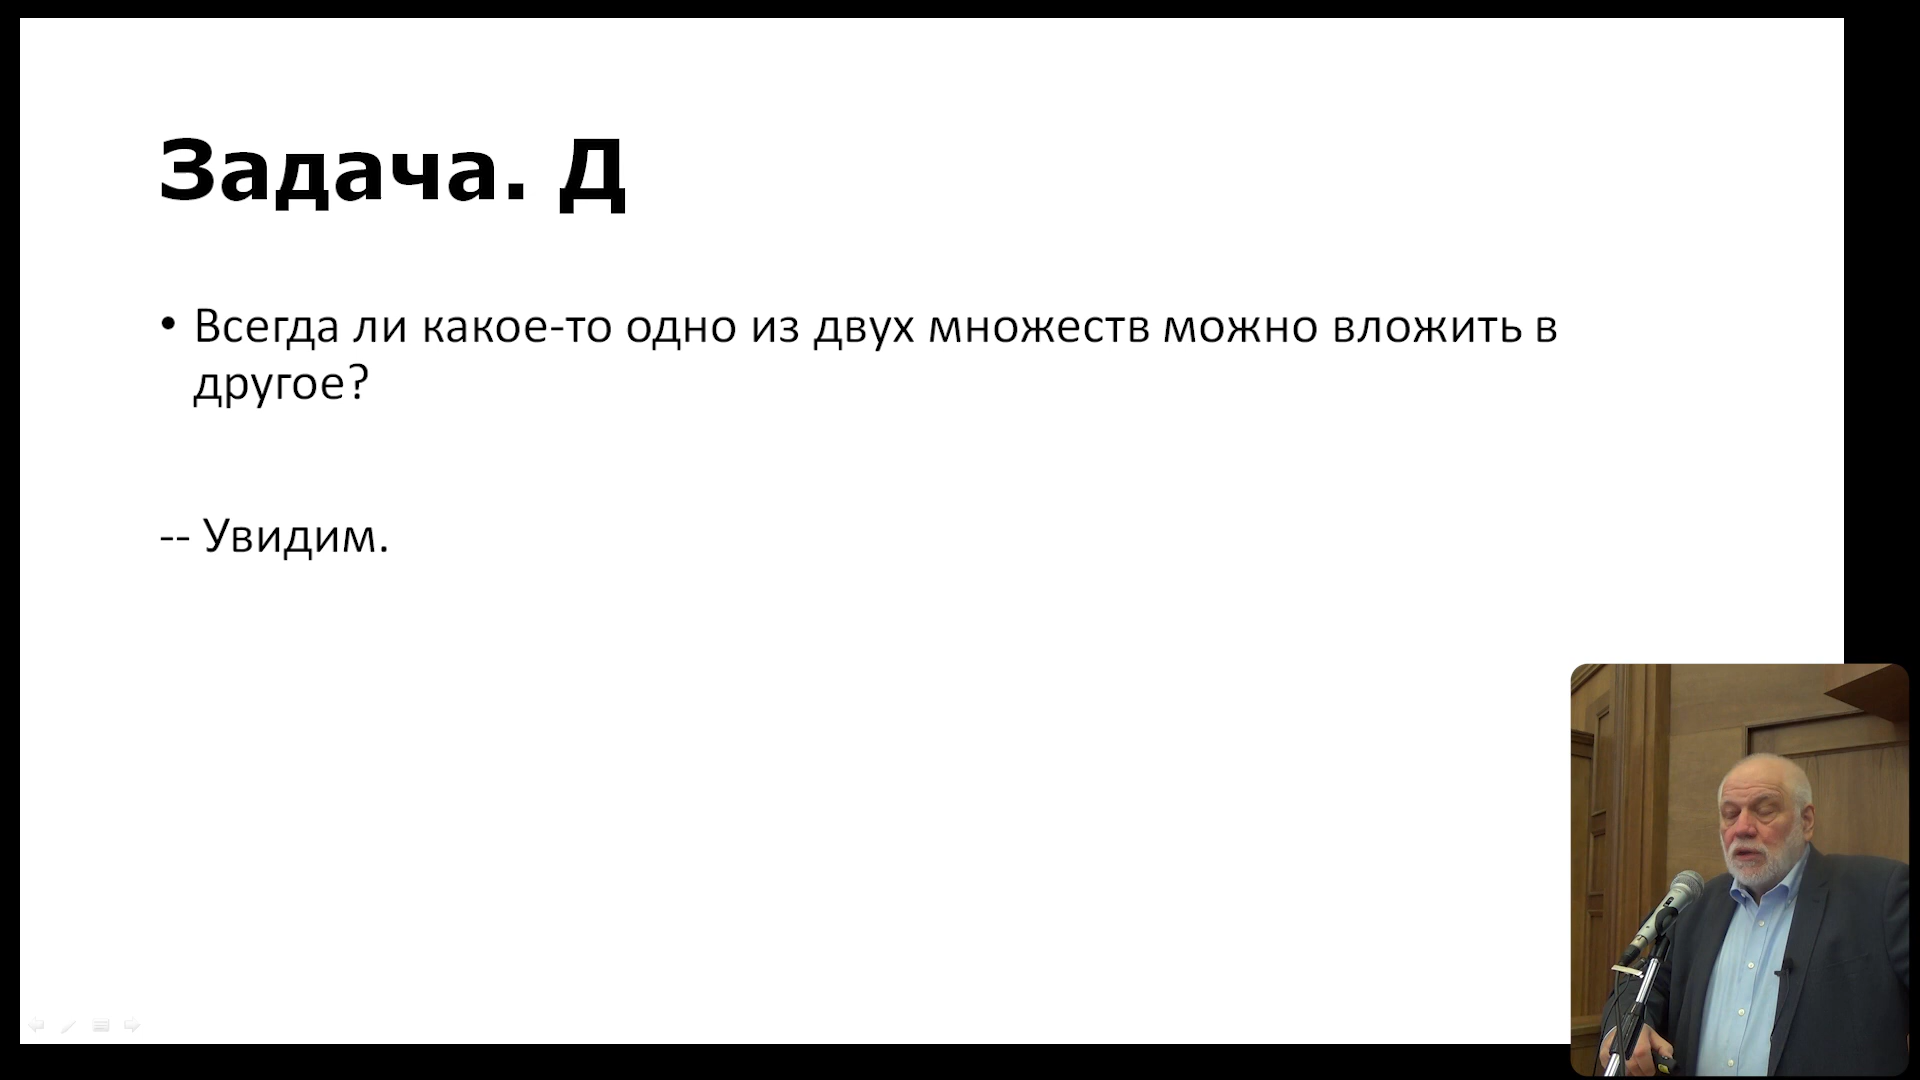 Задача. Д
• Всегда ли какое-то одно из двух множеств можно вложить в
другое?
-- Увидим.